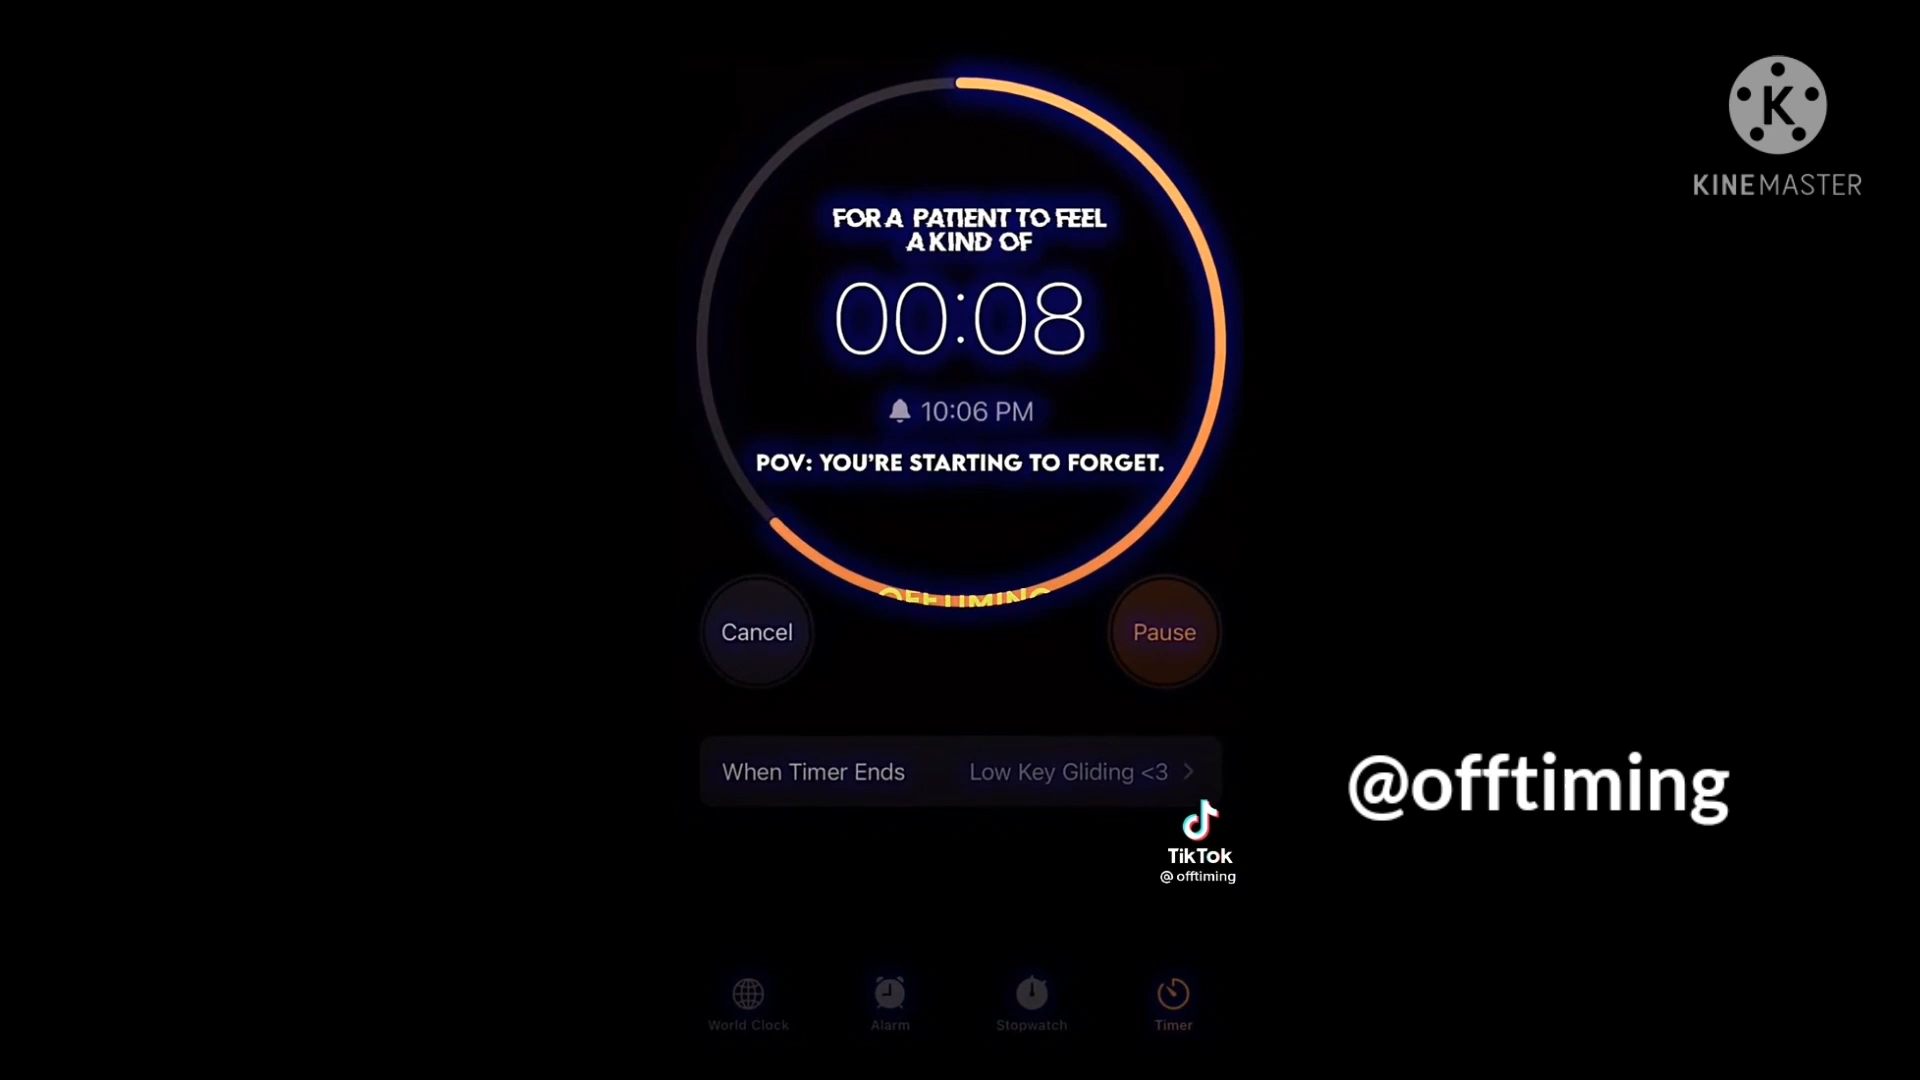 K
KINEMASTER
FOR A PATIENT TO FEEL
A KIND OF
00:08
10:06 PM
POV: YOU'RE STARTING TO FORGET.
OFFTIMING
Cancel
Pause
When Timer Ends
Low Key Gliding <3
@offtiming
TikTok
@ offtiming
World Clock
Alarm
Stopwatch
Timer